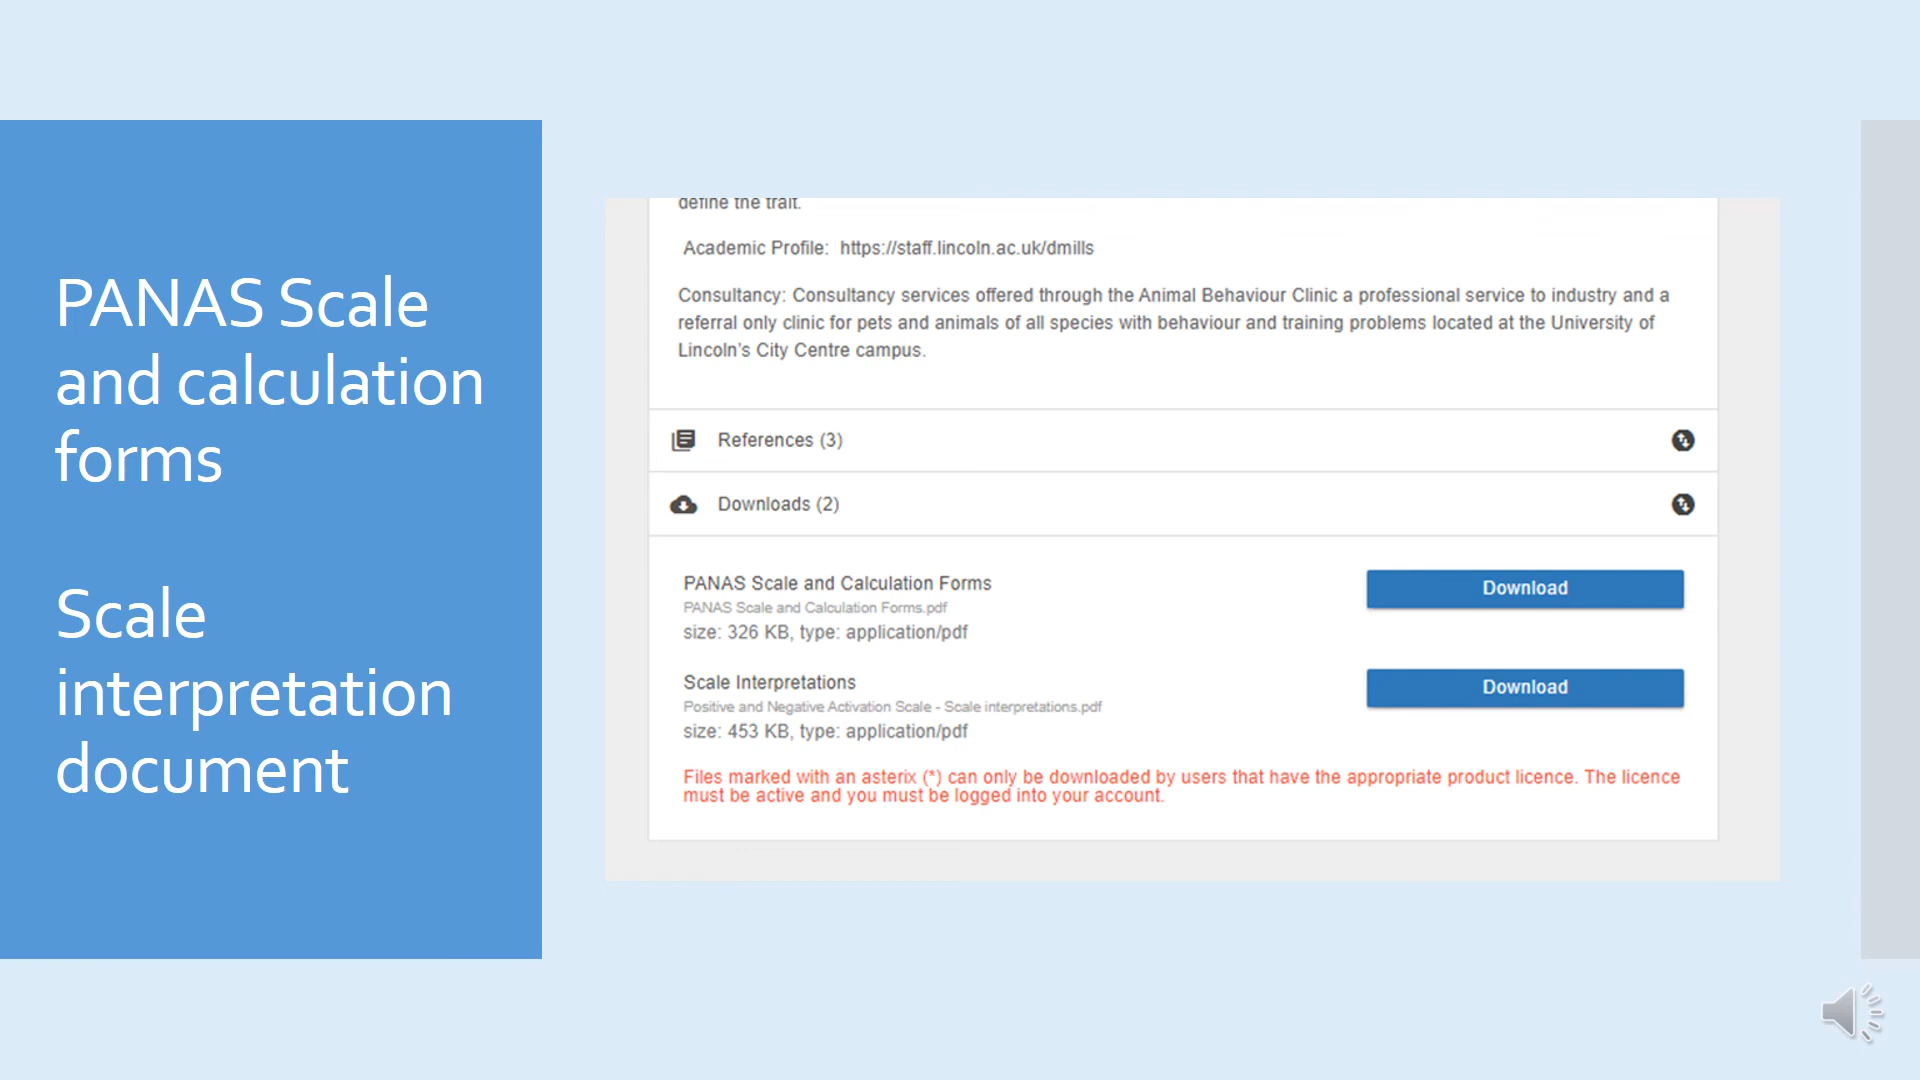 PANAS Scale
and calculation
forms
Scale
interpretation
document
define the trait.
Academic Profile: https://staff.lincoln.ac.uk/dmills
Consultancy: Consultancy services offered through the Animal Behaviour Clinic a professional service to industry and a
referral only clinic for pets and animals of all species with behaviour and training problems located at the University of
Lincoln's City Centre campus.
References (3)
Downloads (2)
PANAS Scale and Calculation Forms
PANAS Scale and Calculation Forms.pdf
size: 326 KB, type: application/pdf
Download
Scale Interpretations
Positive and Negative Activation Scale - Scale interpretations.pdf
size: 453 KB, type: application/pdf
Download
Files marked with an asterix (*) can only be downloaded by users that have the appropriate product licence. The licence
must be active and you must be logged into your account.